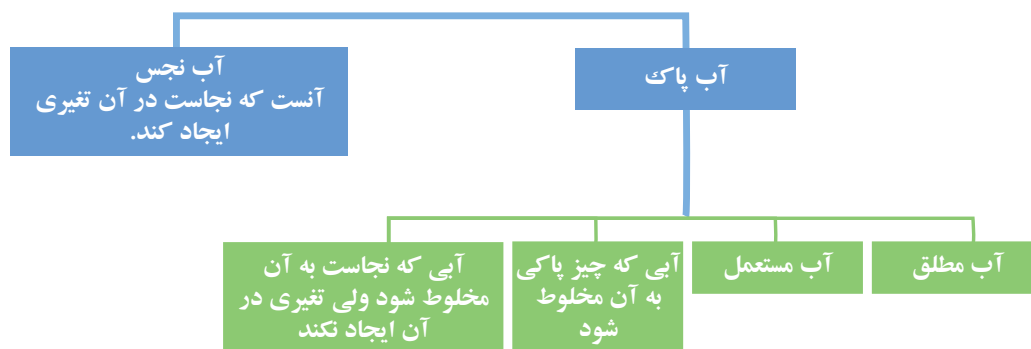 آب پاك
آب نجس
آنست که نجاست در آن تغیری
ایجاد کند.
آب مطلق
آب مستعمل
آبی که چیز پاکی
به آن مخلوط
شود
آبی که نجاست به آن
مخلوط شود ولی تغیری در
آن ایجاد نکند